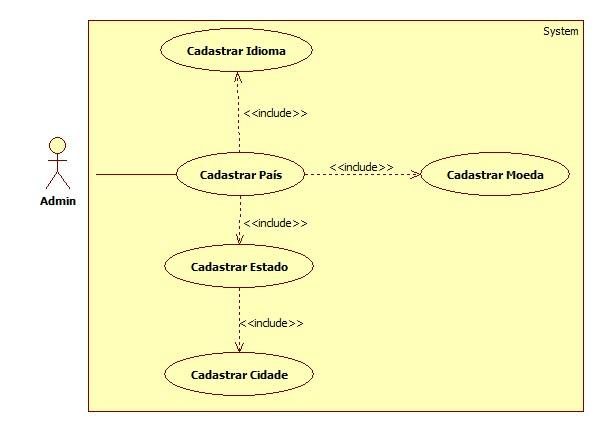 System
Cadastrar Idioma
<<include>>
Cadastrar País
<<include>>
Cadastrar Moeda
Admin
<<include>>
Cadastrar Estado
<<include>>
Cadastrar Cidade